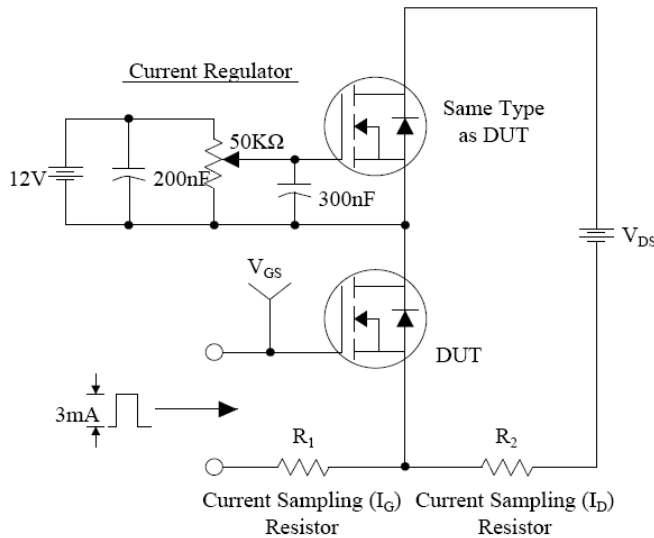 Current Regulator
Same Type
as DUT
50KΩ
12V
200nF
300nF
V_DS
V_GS
DUT
3mA
R_1
R_2
Current Sampling (I_G)
Resistor
Current Sampling (I_D)
Resistor